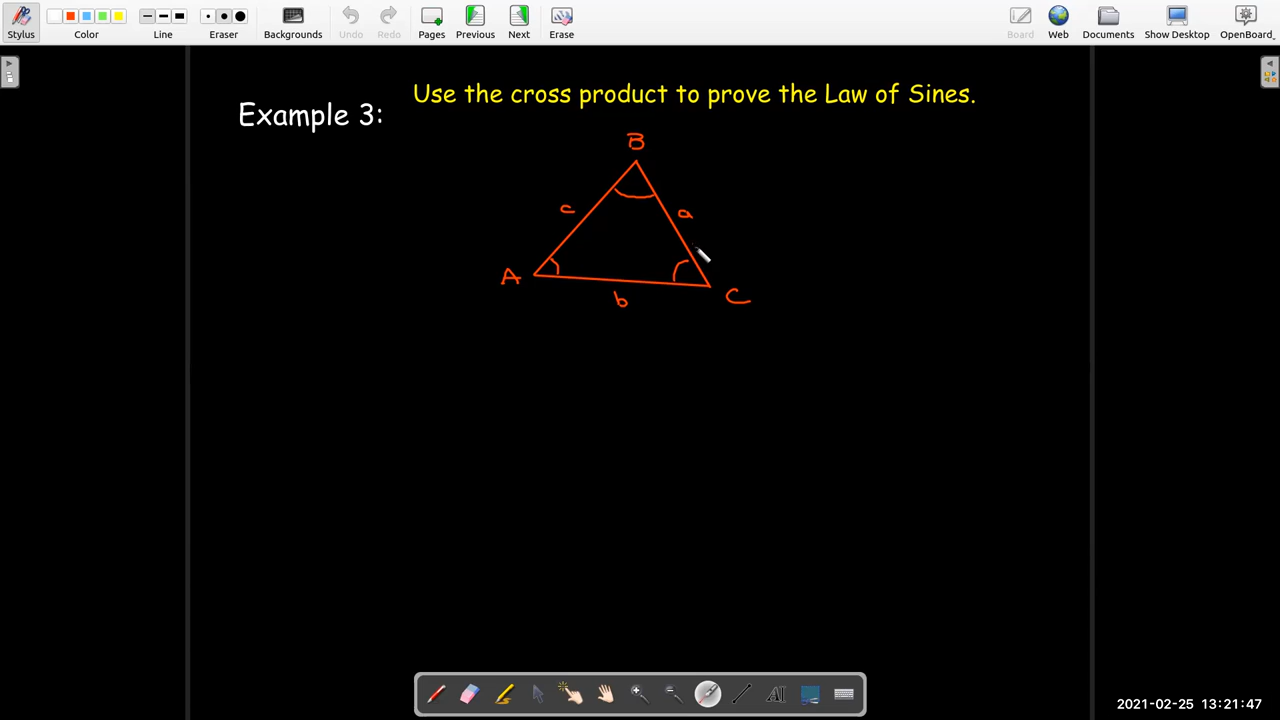 Stylus Color Line Eraser Backgrounds Undo Redo Pages Previous Next Erase Board Web Documents Show Desktop OpenBoard
Use the cross product to prove the Law of Sines.
Example 3:
B
c a
A
b C
AI
2021-02-25 13:21:47